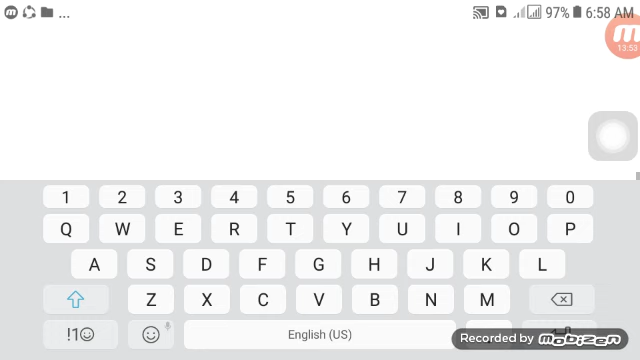 ... 97% 6:58 AM
13:53
1 2 3 4 5 6 7 8 9 0
Q W E R T Y U I O P
A S D F G H J K L
Z X C V B N M
!1☺ English (US)
Recorded by mobizen